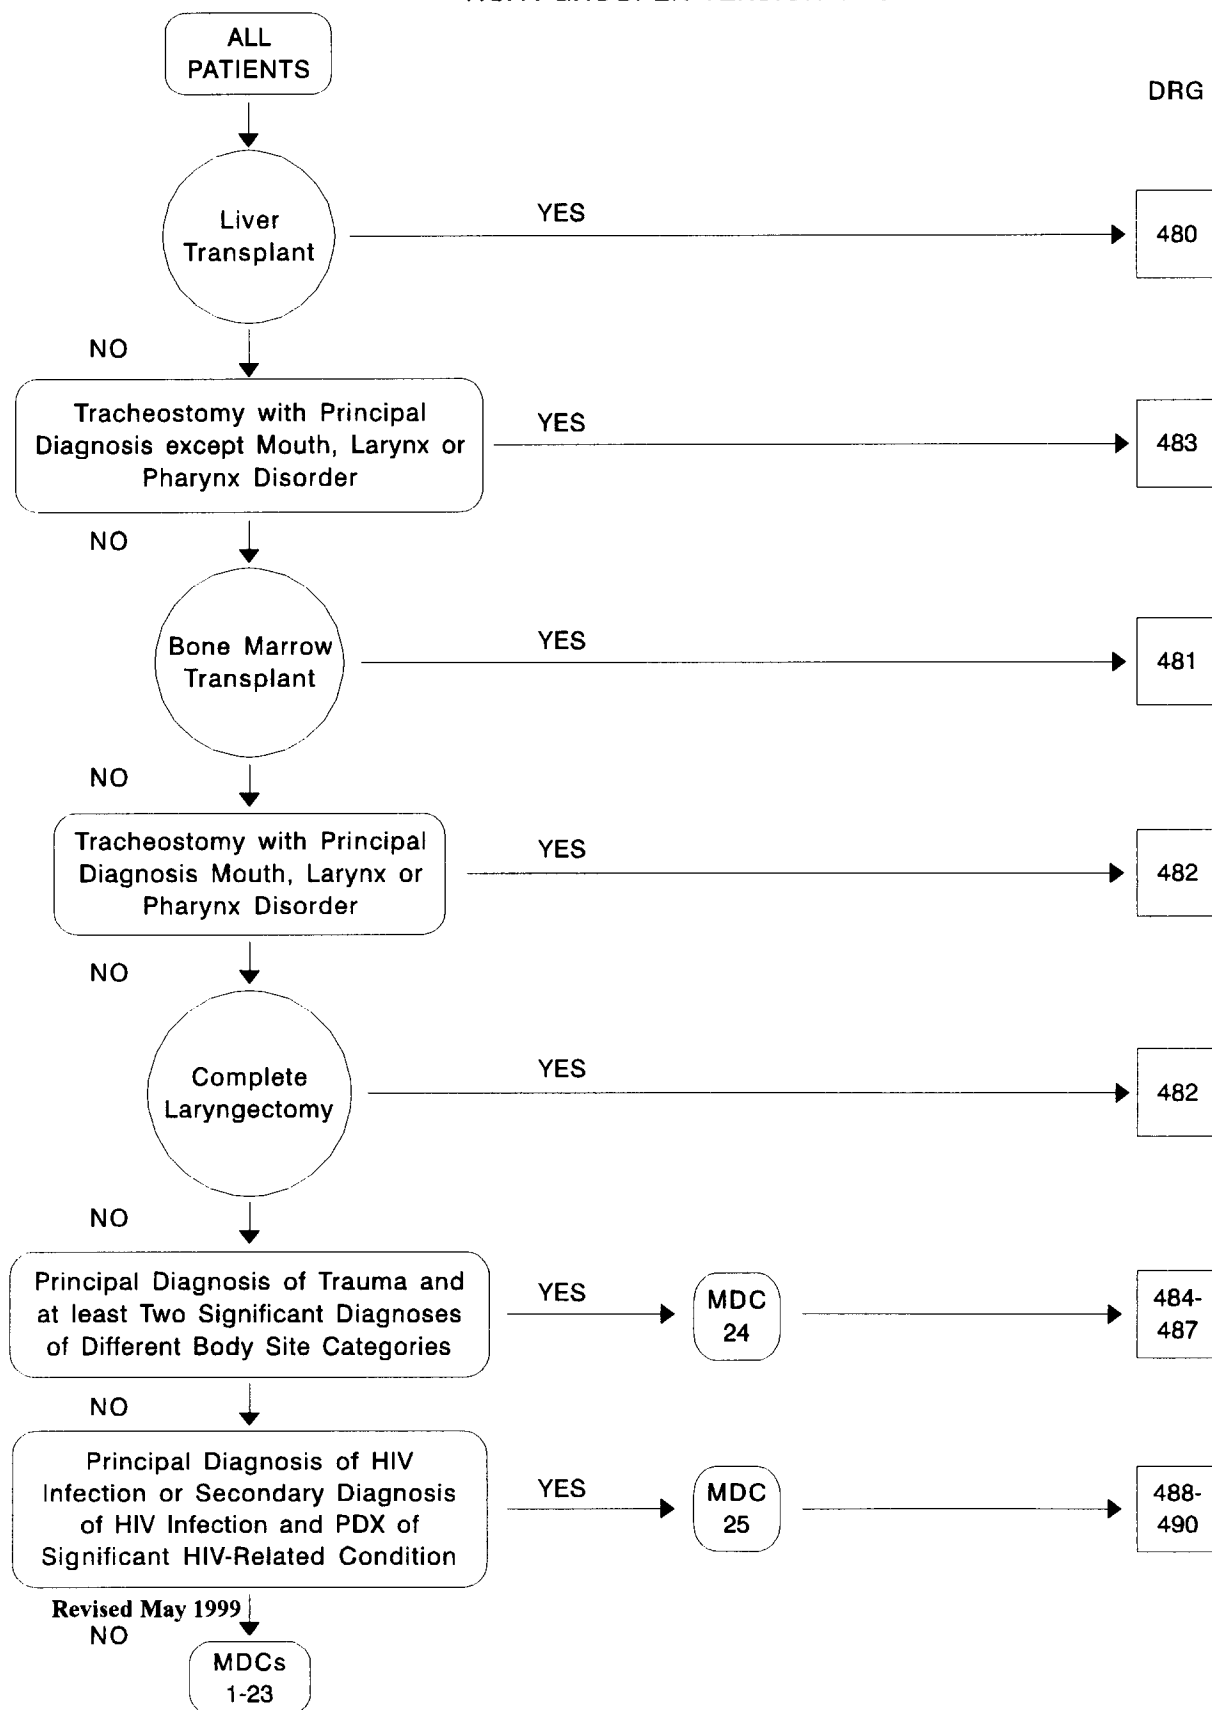 ALL
PATIENTS
DRG
Liver
Transplant
YES
480
NO
Tracheostomy with Principal
Diagnosis except Mouth, Larynx or
Pharynx Disorder
YES
483
NO
Bone Marrow
Transplant
YES
481
NO
Tracheostomy with Principal
Diagnosis Mouth, Larynx or
Pharynx Disorder
YES
482
NO
Complete
Laryngectomy
YES
482
NO
Principal Diagnosis of Trauma and
at least Two Significant Diagnoses
of Different Body Site Categories
YES
MDC
24
484-
487
NO
Principal Diagnosis of HIV
Infection or Secondary Diagnosis
of HIV Infection and PDX of
Significant HIV-Related Condition
YES
MDC
25
488-
490
Revised May 1999
NO
MDCs
1-23